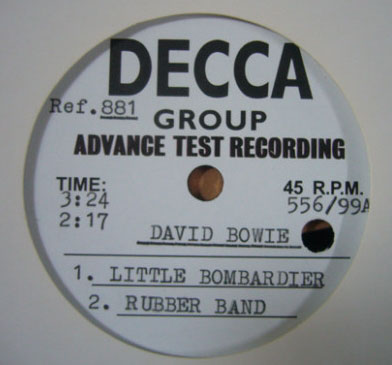 DECCA
Ref.881
GROUP
ADVANCE TEST RECORDING
TIME: 45 R.P.M.
3:24 556/99A
2:17
DAVID BOWIE
1. LITTLE BOMBARDIER
2. RUBBER BAND